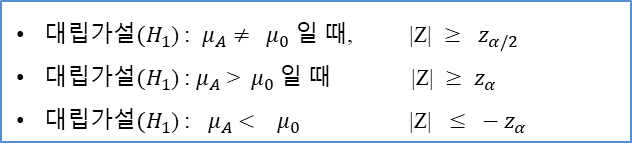 • 대립가설(H₁) : μ_A ≠ μ₀ 일 때, |Z| ≥ z_{α/2}
• 대립가설(H₁) : μ_A > μ₀ 일 때 |Z| ≥ z_α
• 대립가설(H₁) : μ_A < μ₀ |Z| ≤ −z_α